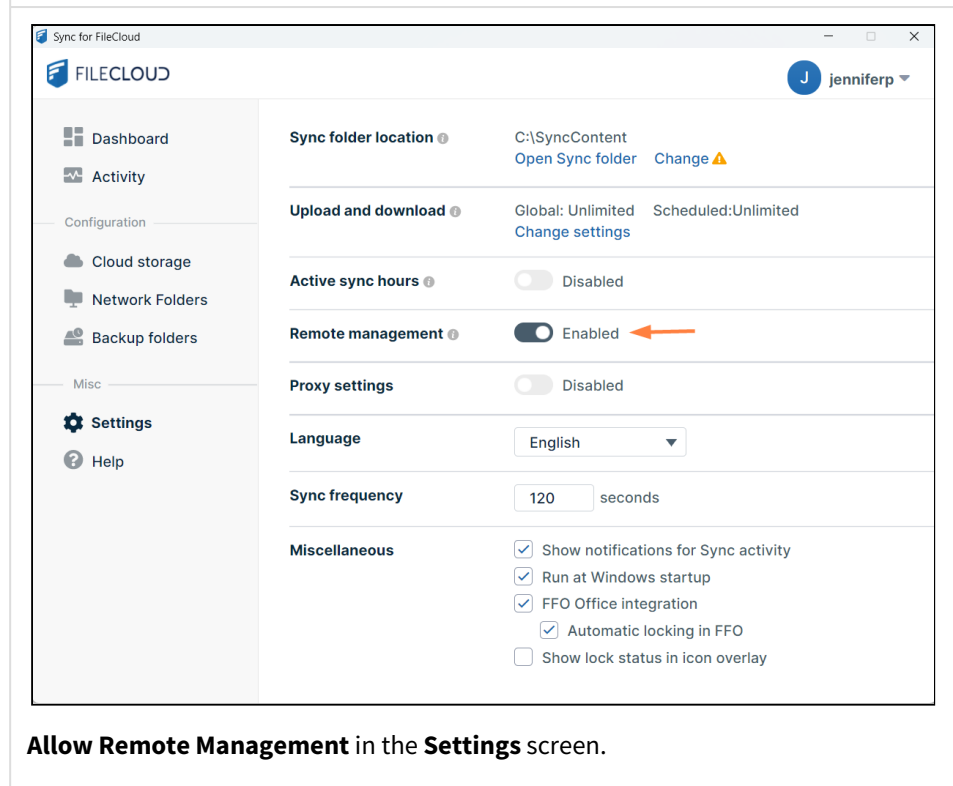 Sync for FileCloud
FILECLOUD
J jenniferp
Dashboard
Activity
Configuration
Cloud storage
Network Folders
Backup folders
Misc
Settings
Help
Sync folder location C:\SyncContent
Open Sync folder Change
Upload and download Global: Unlimited Scheduled:Unlimited
Change settings
Active sync hours Disabled
Remote management Enabled
Proxy settings Disabled
Language English
Sync frequency 120 seconds
Miscellaneous Show notifications for Sync activity
Run at Windows startup
FFO Office integration
Automatic locking in FFO
Show lock status in icon overlay
Allow Remote Management in the Settings screen.